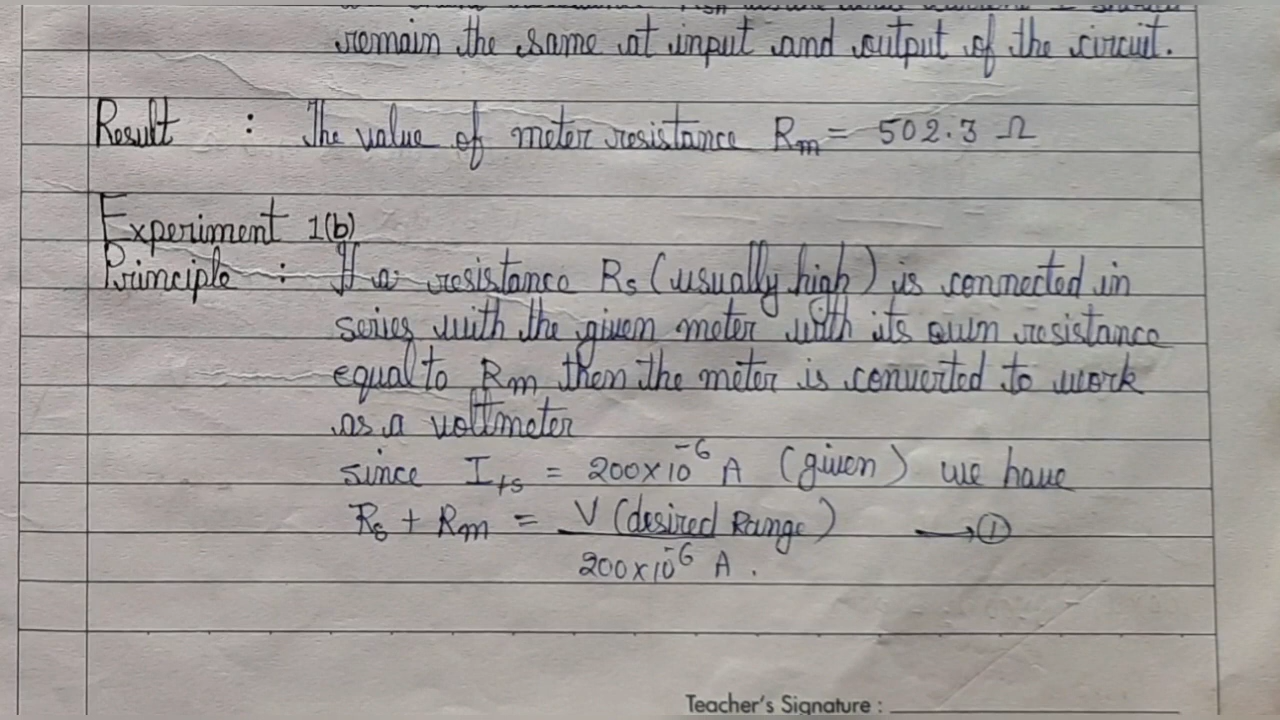 remain the same at input and output of the circuit.
Result : The value of meter resistance Rm = 502.3 Ω
Experiment 1(b)
Principle : If a resistance Rs (usually high) is connected in
series with the given meter with its own resistance
equal to Rm then the meter is converted to work
as a voltmeter
since Ifs = 200×10⁻⁶ A (given) we have
Rs + Rm = V (desired Range) → ①
200×10⁻⁶ A.
Teacher's Signature :